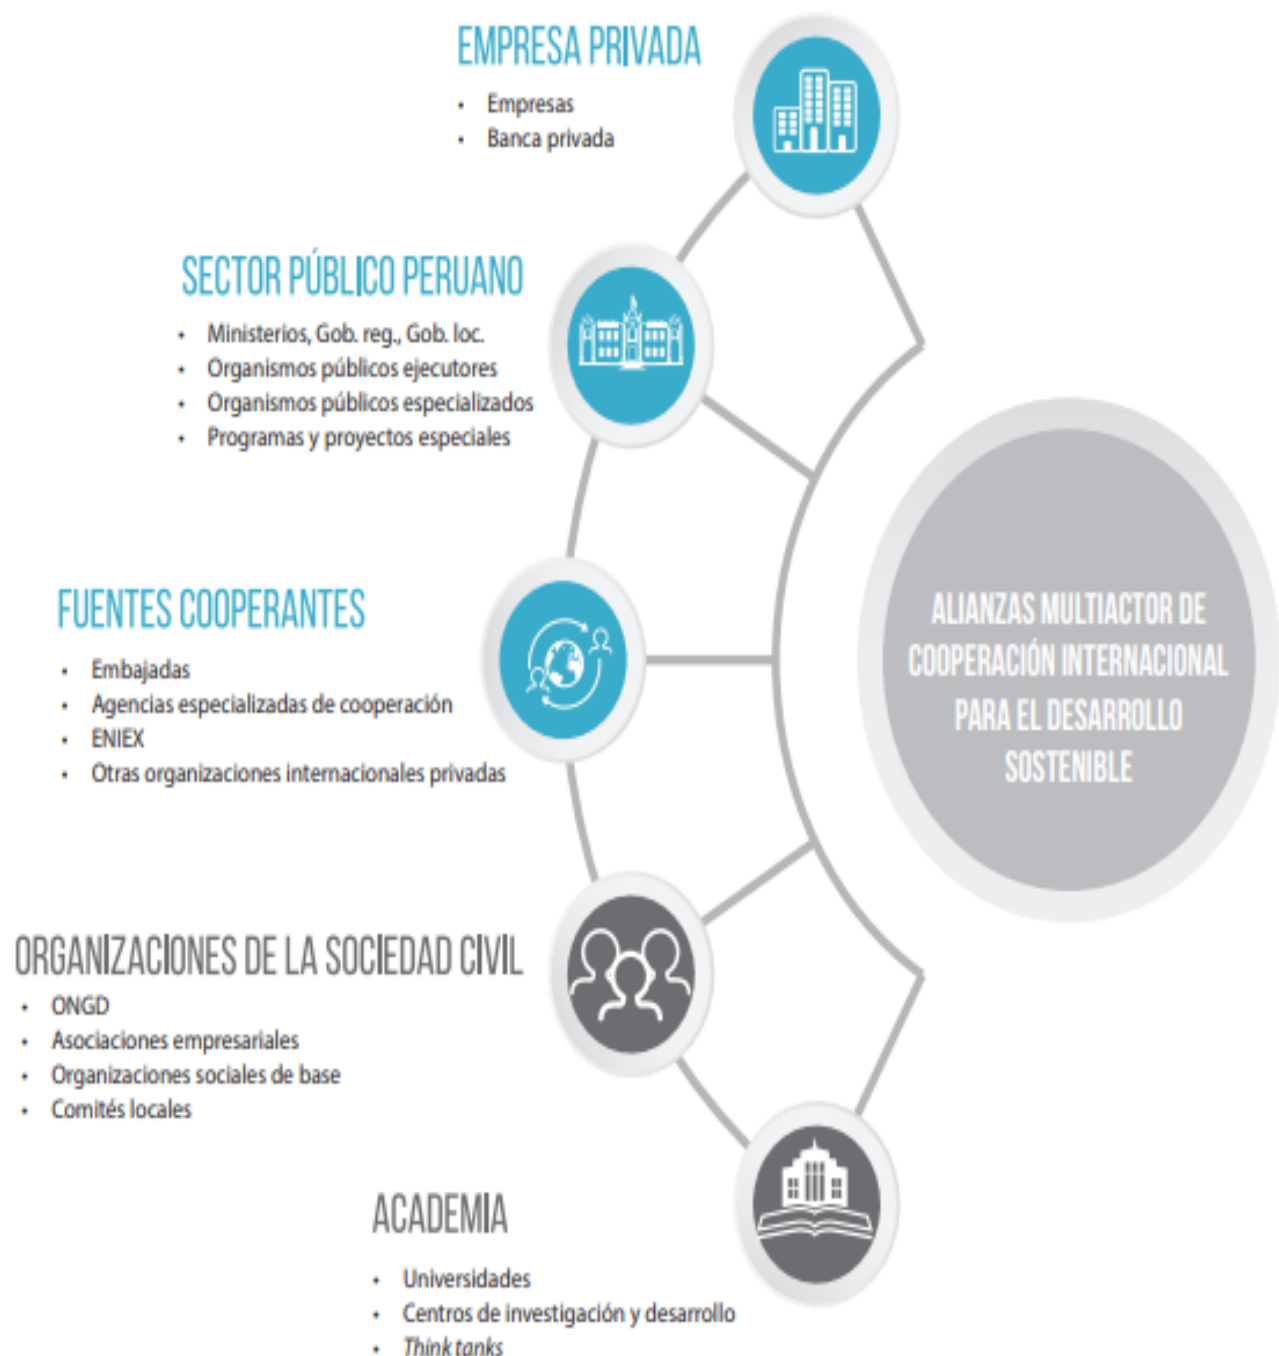 EMPRESA PRIVADA
• Empresas
• Banca privada
SECTOR PÚBLICO PERUANO
• Ministerios, Gob. reg., Gob. loc.
• Organismos públicos ejecutores
• Organismos públicos especializados
• Programas y proyectos especiales
FUENTES COOPERANTES
• Embajadas
• Agencias especializadas de cooperación
• ENIEX
• Otras organizaciones internacionales privadas
ORGANIZACIONES DE LA SOCIEDAD CIVIL
• ONGD
• Asociaciones empresariales
• Organizaciones sociales de base
• Comités locales
ACADEMIA
• Universidades
• Centros de investigación y desarrollo
• Think tanks
ALIANZAS MULTIACTOR DE
COOPERACIÓN INTERNACIONAL
PARA EL DESARROLLO
SOSTENIBLE